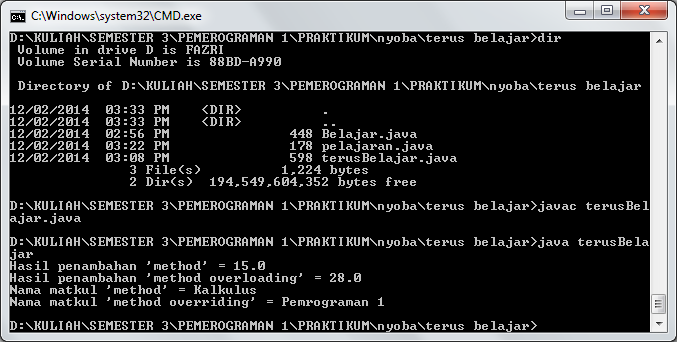 C:\Windows\system32\CMD.exe
D:\KULIAH\SEMESTER 3\PEMEROGRAMAN 1\PRAKTIKUM\nyoba\terus belajar>dir
Volume in drive D is FAZRI
Volume Serial Number is 88BD-A990
Directory of D:\KULIAH\SEMESTER 3\PEMEROGRAMAN 1\PRAKTIKUM\nyoba\terus belajar
12/02/2014  03:33 PM    <DIR>          .
12/02/2014  03:33 PM    <DIR>          ..
12/02/2014  02:56 PM               448 Belajar.java
12/02/2014  03:22 PM               178 pelajaran.java
12/02/2014  03:08 PM               598 terusBelajar.java
3 File(s)          1,224 bytes
2 Dir(s)  194,549,604,352 bytes free
D:\KULIAH\SEMESTER 3\PEMEROGRAMAN 1\PRAKTIKUM\nyoba\terus belajar>javac terusBel
ajar.java
D:\KULIAH\SEMESTER 3\PEMEROGRAMAN 1\PRAKTIKUM\nyoba\terus belajar>java terusBela
jar
Hasil penambahan 'method' = 15.0
Hasil penambahan 'method overloading' = 28.0
Nama matkul 'method' = Kalkulus
Nama matkul 'method overriding' = Pemrograman 1
D:\KULIAH\SEMESTER 3\PEMEROGRAMAN 1\PRAKTIKUM\nyoba\terus belajar>